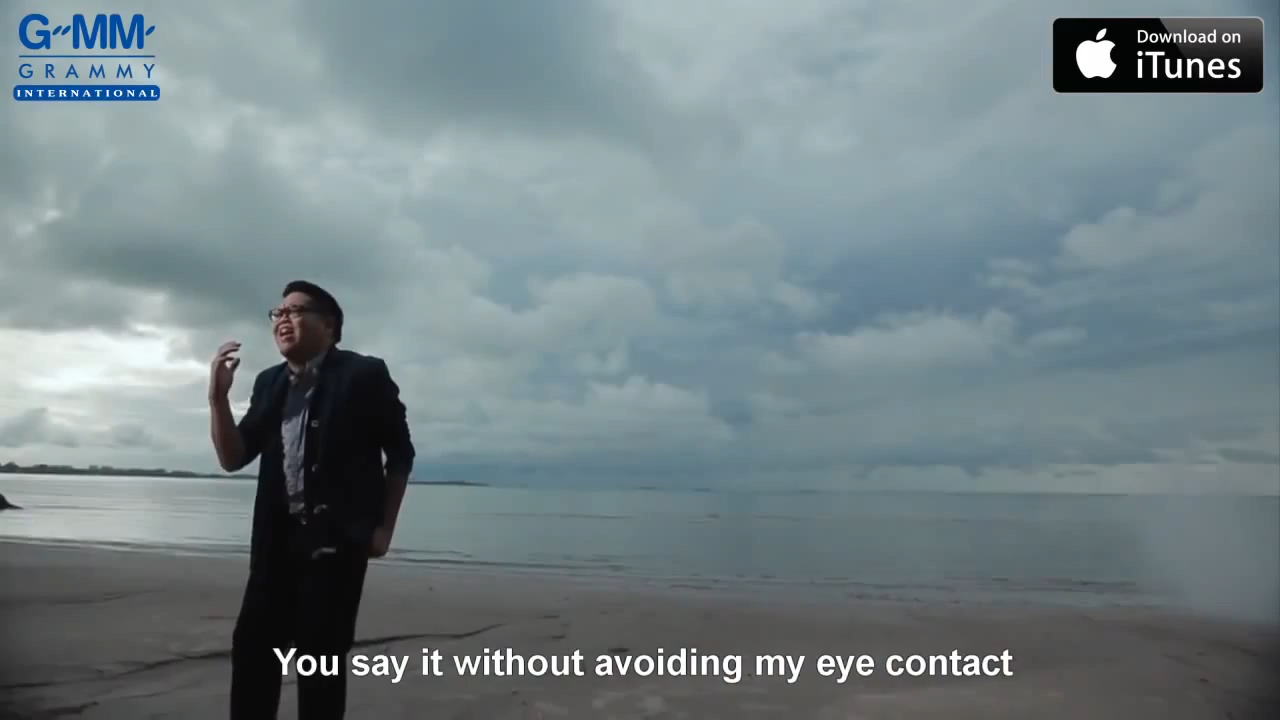 G-MM-
GRAMMY
INTERNATIONAL
Download on
iTunes
You say it without avoiding my eye contact